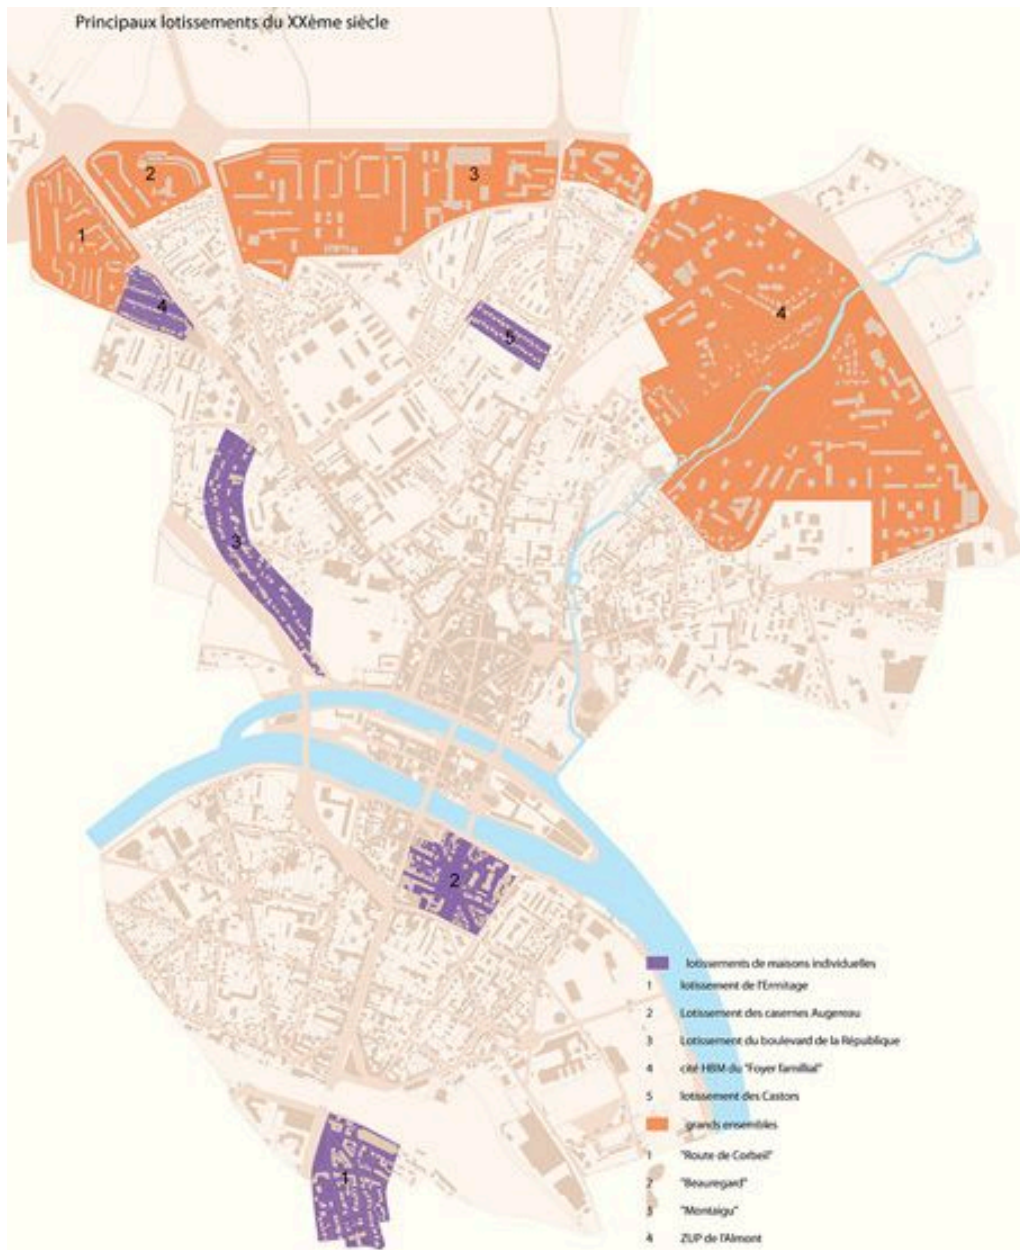 Principaux lotissements du XXème siècle
2
3
1
4
4
5
3
2
1
lotissements de maisons individuelles
1 lotissement de l'Ermitage
2 Lotissement des casernes Augereau
3 Lotissement du boulevard de la République
4 cité HBM du "Foyer famillial"
5 lotissement des Castors
grands ensembles
1 "Route de Corbeil"
2 "Beauregard"
3 "Montaigu"
4 ZUP de l'Almont